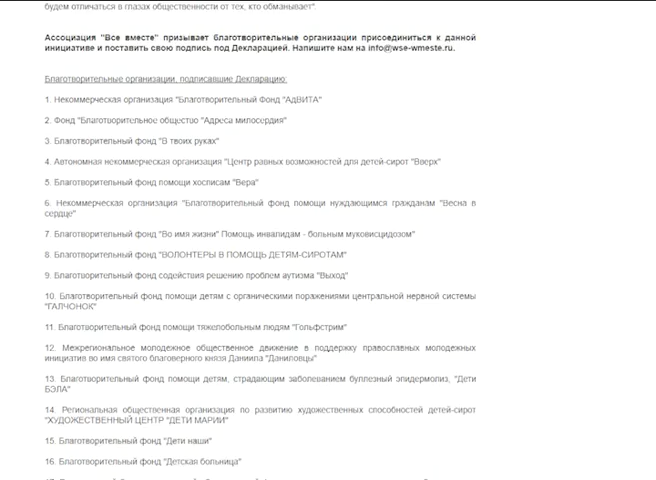 будем отличаться в глазах общественности от тех, кто обманывает".
Ассоциация "Все вместе" призывает благотворительные организации присоединиться к данной
инициативе и поставить свою подпись под Декларацией. Напишите нам на info@wse-wmeste.ru.
Благотворительные организации, подписавшие Декларацию:
1. Некоммерческая организация "Благотворительный Фонд "АдВИТА"
2. Фонд "Благотворительное общество "Адреса милосердия"
3. Благотворительный фонд "В твоих руках"
4. Автономная некоммерческая организация "Центр равных возможностей для детей-сирот "Вверх"
5. Благотворительный фонд помощи хосписам "Вера"
6. Некоммерческая организация "Благотворительный фонд помощи нуждающимся гражданам "Весна в
сердце"
7. Благотворительный фонд "Во имя жизни" Помощь инвалидам - больным муковисцидозом"
8. Благотворительный фонд "ВОЛОНТЕРЫ В ПОМОЩЬ ДЕТЯМ-СИРОТАМ"
9. Благотворительный фонд содействия решению проблем аутизма "Выход"
10. Благотворительный фонд помощи детям с органическими поражениями центральной нервной системы
"ГАЛЧОНОК"
11. Благотворительный фонд помощи тяжелобольным людям "Гольфстрим"
12. Межрегиональное молодежное общественное движение в поддержку православных молодежных
инициатив во имя святого благоверного князя Даниила "Даниловцы"
13. Благотворительный фонд помощи детям, страдающим заболеванием буллезный эпидермолиз, "Дети
БЭЛА"
14. Региональная общественная организация по развитию художественных способностей детей-сирот
"ХУДОЖЕСТВЕННЫЙ ЦЕНТР "ДЕТИ МАРИИ"
15. Благотворительный фонд "Дети наши"
16. Благотворительный фонд "Детская больница"